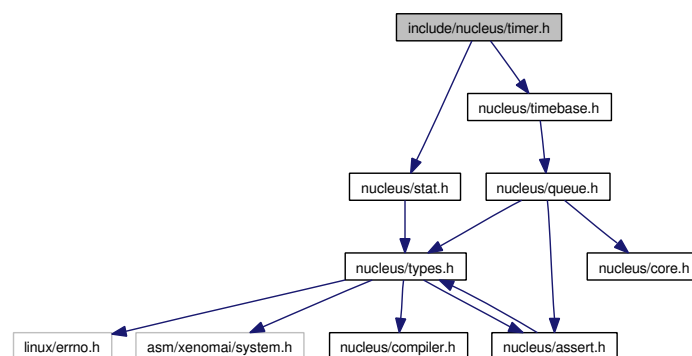 include/nucleus/timer.h
nucleus/timebase.h
nucleus/stat.h
nucleus/queue.h
nucleus/types.h
nucleus/core.h
linux/errno.h
asm/xenomai/system.h
nucleus/compiler.h
nucleus/assert.h